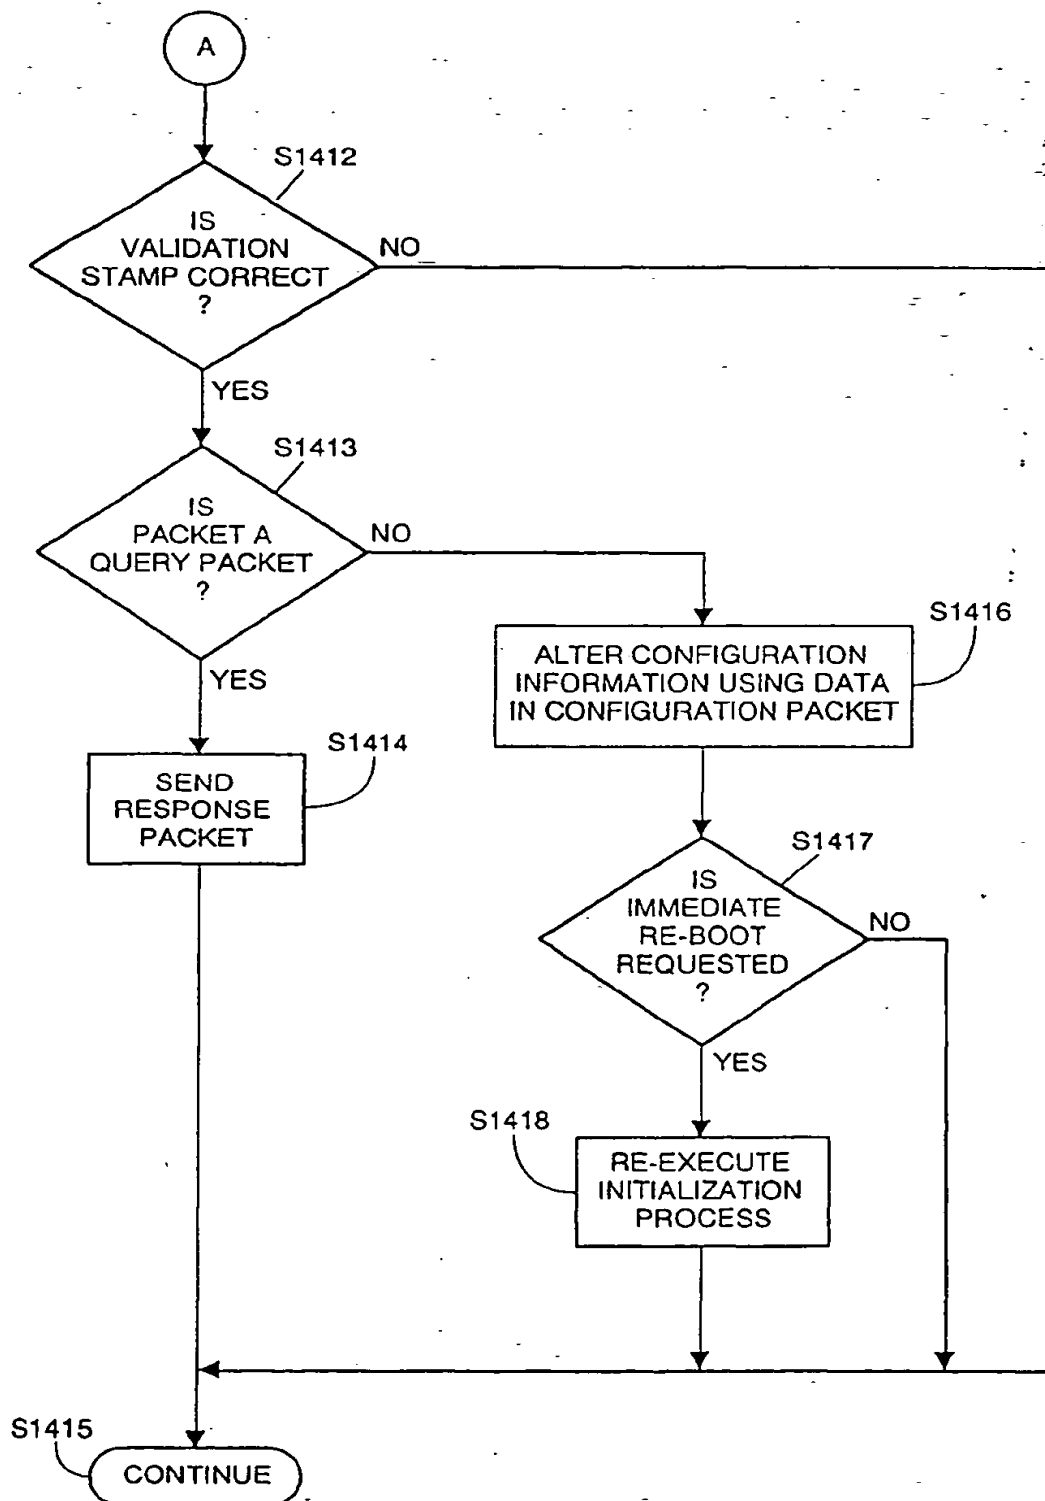 A
S1412
IS
VALIDATION
STAMP CORRECT
?
NO
YES
S1413
IS
PACKET A
QUERY PACKET
?
NO
YES
S1416
ALTER CONFIGURATION
INFORMATION USING DATA
IN CONFIGURATION PACKET
S1414
SEND
RESPONSE
PACKET
S1417
IS
IMMEDIATE
RE-BOOT
REQUESTED
?
NO
YES
S1418
RE-EXECUTE
INITIALIZATION
PROCESS
S1415
CONTINUE